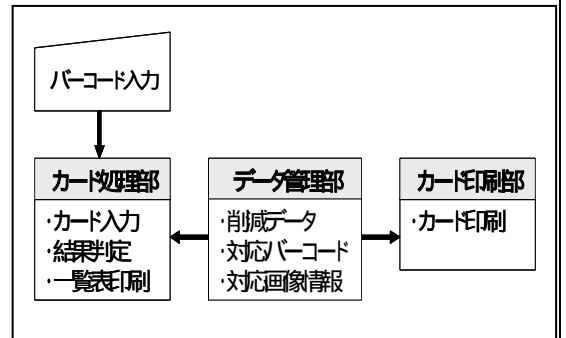 バーコード入力
カード処理部
・カード入力
・結果判定
・一覧表印刷
データ管理部
・削減データ
・対応バーコード
・対応画像情報
カード印刷部
・カード印刷